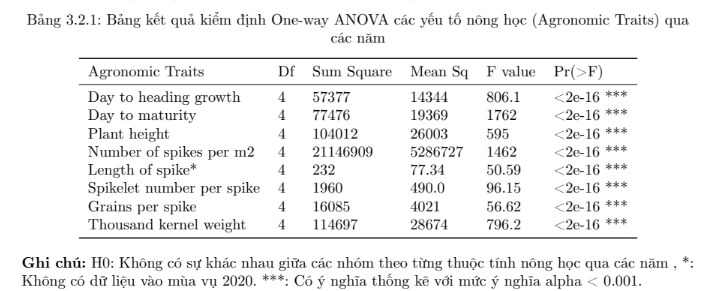 Bảng 3.2.1: Bảng kết quả kiểm định One-way ANOVA các yếu tố nông học (Agronomic Traits) qua
các năm
Agronomic Traits Df Sum Square Mean Sq F value Pr(>F)
Day to heading growth 4 57377 14344 806.1 <2e-16 ***
Day to maturity 4 77476 19369 1762 <2e-16 ***
Plant height 4 104012 26003 595 <2e-16 ***
Number of spikes per m2 4 21146909 5286727 1462 <2e-16 ***
Length of spike* 4 232 77.34 50.59 <2e-16 ***
Spikelet number per spike 4 1960 490.0 96.15 <2e-16 ***
Grains per spike 4 16085 4021 56.62 <2e-16 ***
Thousand kernel weight 4 114697 28674 796.2 <2e-16 ***
Ghi chú: H0: Không có sự khác nhau giữa các nhóm theo từng thuộc tính nông học qua các năm , *:
Không có dữ liệu vào mùa vụ 2020. ***: Có ý nghĩa thống kê với mức ý nghĩa alpha < 0.001.